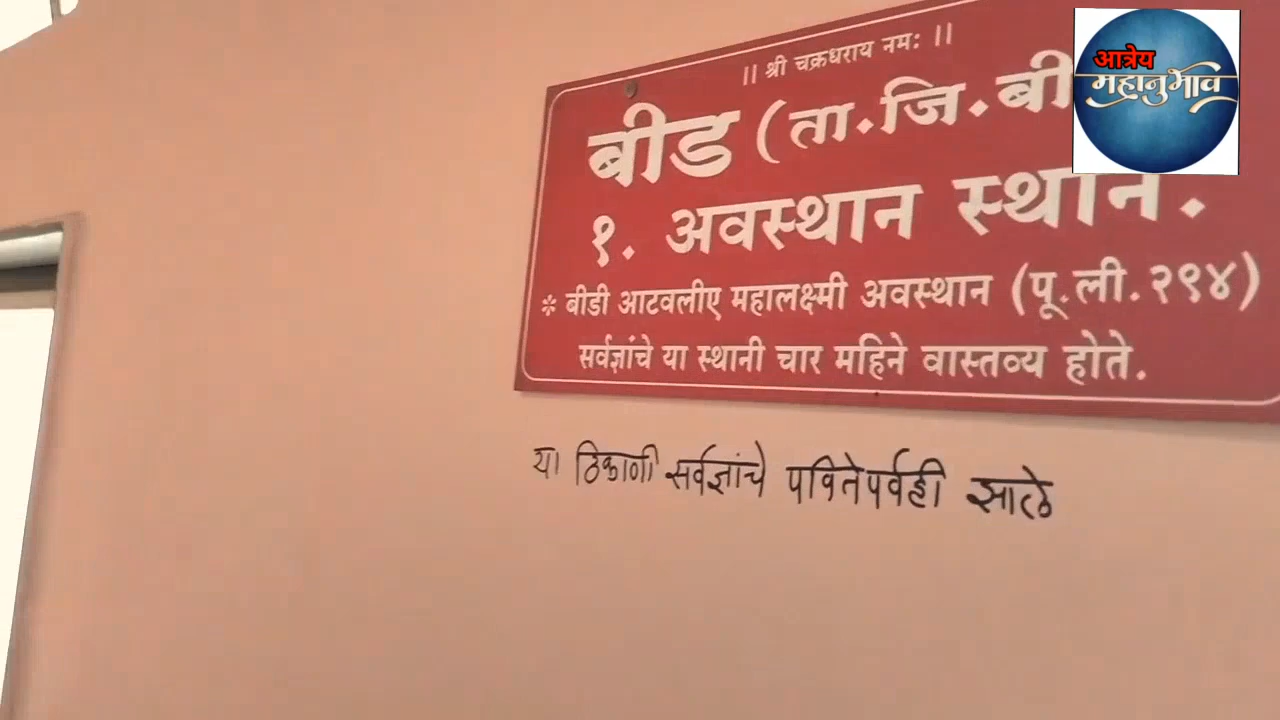 || श्री चक्रधराय नमः ||
बीड (ता.जि.बी
१. अवस्थान स्थान.
* बीडी आटवलीए महालक्ष्मी अवस्थान (पू.ली.२९४)
सर्वज्ञांचे या स्थानी चार महिने वास्तव्य होते.
या ठिकाणी सर्वज्ञांचे पवितेपर्वही झाले
आत्रेय
महानुभाव